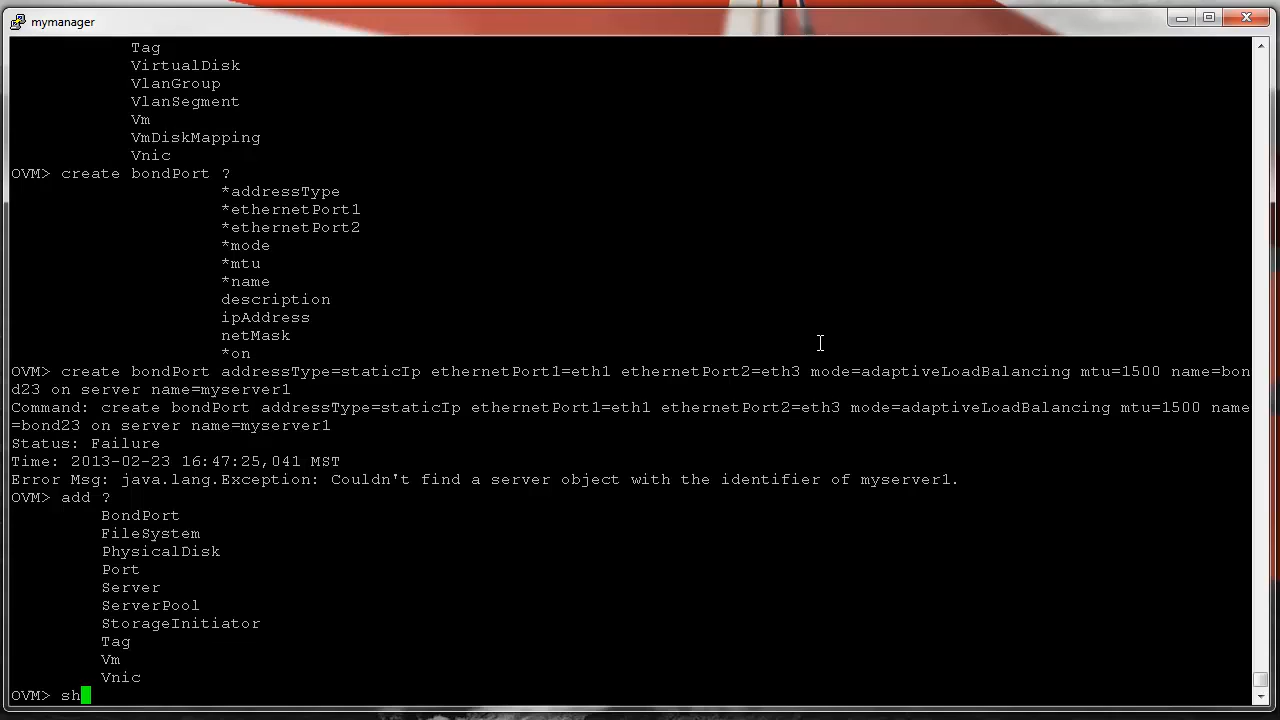 mymanager
Tag
VirtualDisk
VlanGroup
VlanSegment
Vm
VmDiskMapping
Vnic
OVM> create bondPort ?
*addressType
*ethernetPort1
*ethernetPort2
*mode
*mtu
*name
description
ipAddress
netMask
*on
OVM> create bondPort addressType=staticIp ethernetPort1=eth1 ethernetPort2=eth3 mode=adaptiveLoadBalancing mtu=1500 name=bon
d23 on server name=myserver1
Command: create bondPort addressType=staticIp ethernetPort1=eth1 ethernetPort2=eth3 mode=adaptiveLoadBalancing mtu=1500 name
=bond23 on server name=myserver1
Status: Failure
Time: 2013-02-23 16:47:25,041 MST
Error Msg: java.lang.Exception: Couldn't find a server object with the identifier of myserver1.
OVM> add ?
BondPort
FileSystem
PhysicalDisk
Port
Server
ServerPool
StorageInitiator
Tag
Vm
Vnic
OVM> sh